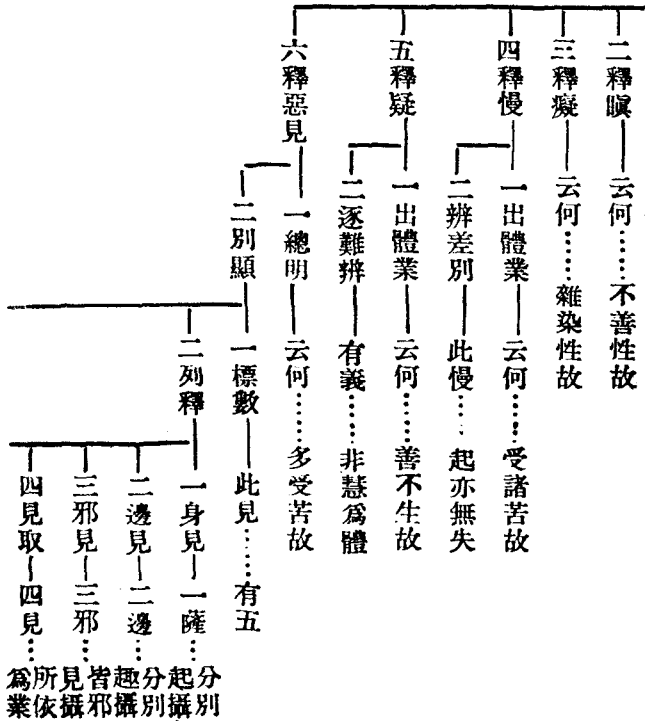 二釋瞋——云何……不善性故
三釋癡——云何……雜染性故
四釋慢
一出體業——云何……受諸苦故
二辨差別——此慢……起亦無失
五釋疑
一出體業——云何……善不生故
二逐難辨——有義……非慧爲體
六釋惡見
一總明——云何……多受苦故
二別顯
一標數——此見……有五
二列釋
一身見——一薩…分別起攝
二邊見——二邊…分別趣攝
三邪見——三邪…皆邪見攝
四見取——四見…所依爲業